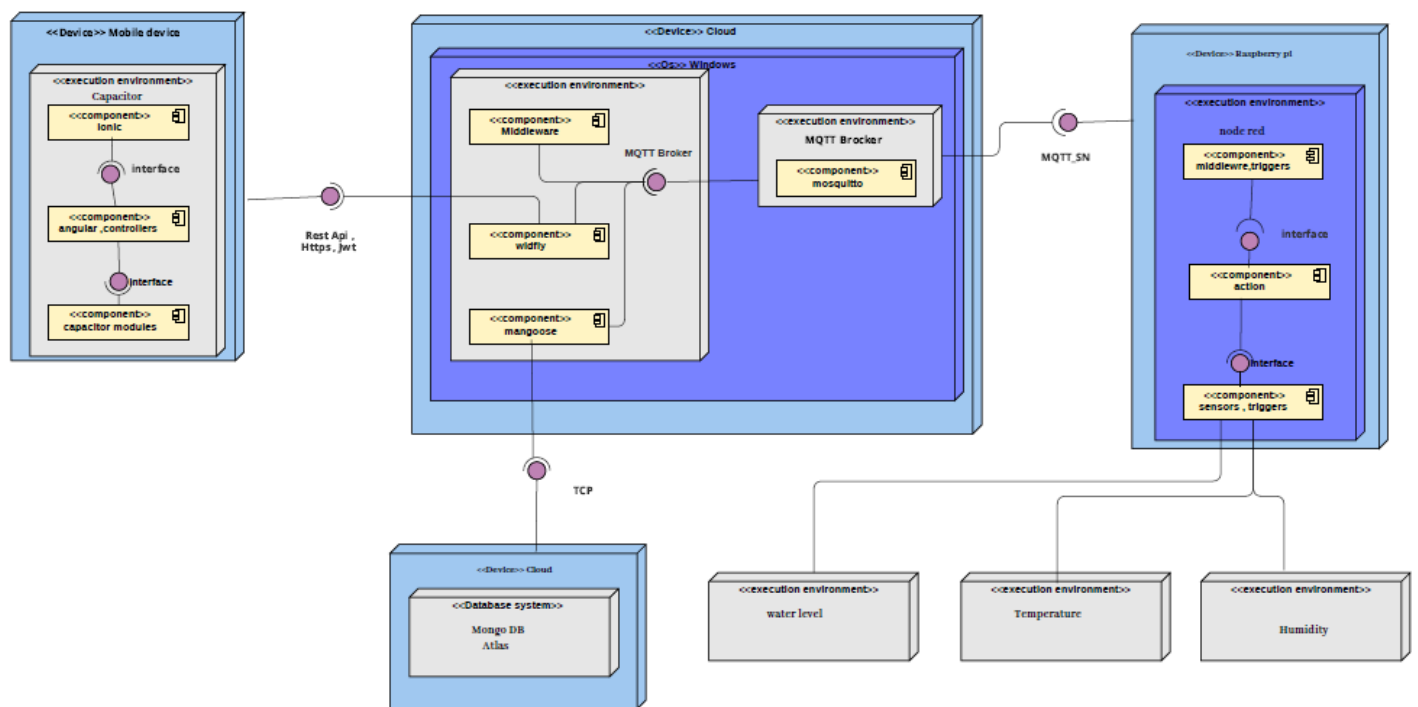 <<Device>> Mobile device
<<execution environment>>
Capacitor
<<component>>
ionic
interface
<<component>>
angular ,controllers
interface
<<component>>
capacitor modules
Rest Api ,
Https , jwt
<<Device>> Cloud
<<Os>> Windows
<<execution environment>>
<<component>>
Middleware
MQTT Broker
<<component>>
widfly
<<component>>
mangoose
<<execution environment>>
MQTT Brocker
<<component>>
mosquitto
MQTT_SN
<<Device>> Raspberry pi
<<execution environment>>
node red
<<component>>
middlewre,triggers
interface
<<component>>
action
interface
<<component>>
sensors , triggers
TCP
<<Device>> Cloud
<<Database system>>
Mongo DB
Atlas
<<execution environment>>
water level
<<execution environment>>
Temperature
<<execution environment>>
Humidity